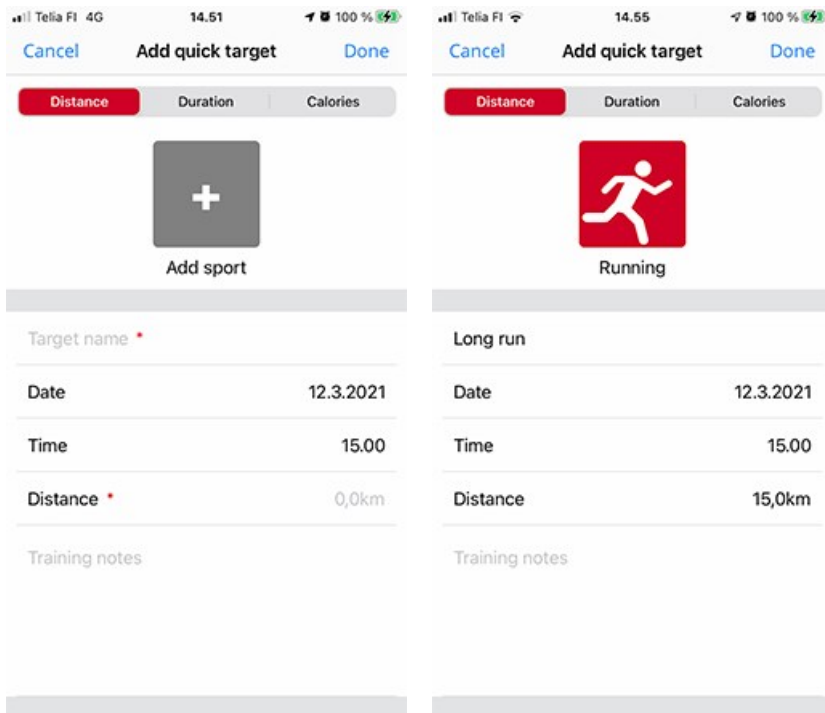 Telia FI 4G 14.51 100 %
Cancel Add quick target Done
Distance Duration Calories
+
Add sport
Target name *
Date 12.3.2021
Time 15.00
Distance * 0,0km
Training notes
Telia FI 14.55 100 %
Cancel Add quick target Done
Distance Duration Calories
Running
Long run
Date 12.3.2021
Time 15.00
Distance 15,0km
Training notes